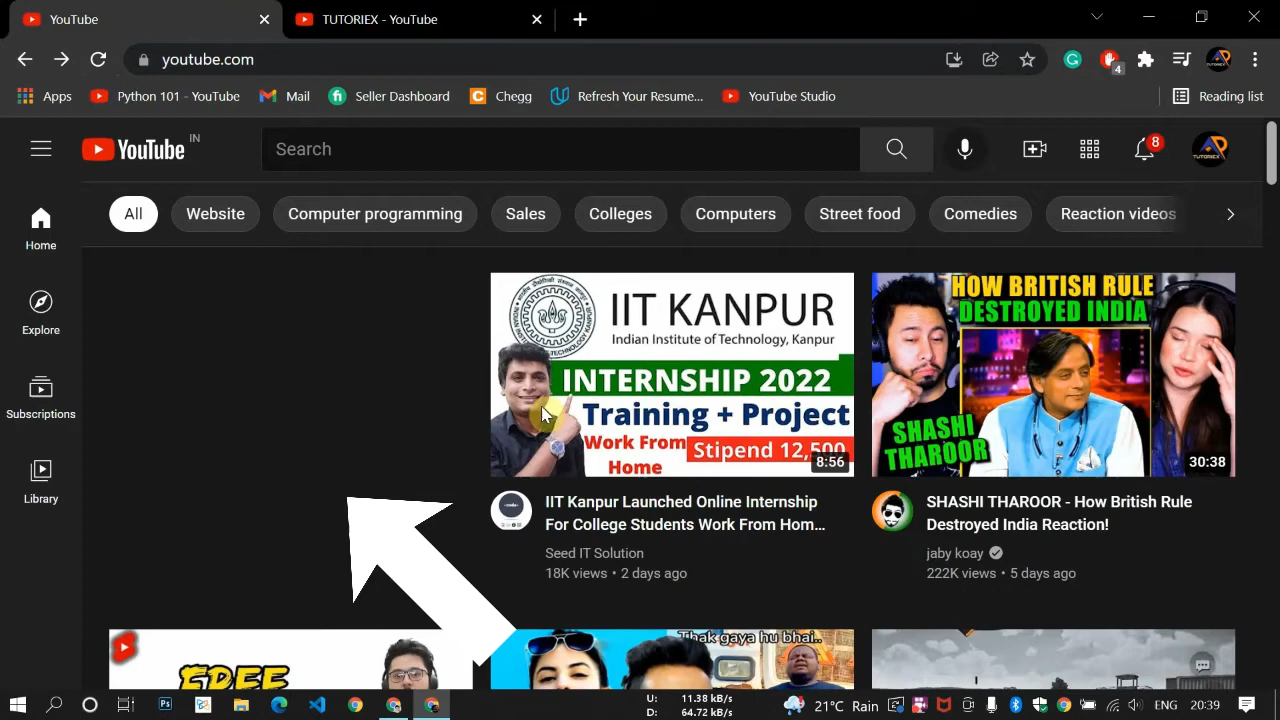 YouTube
TUTORIEX - YouTube
youtube.com
4
Apps
Python 101 - YouTube
Mail
Seller Dashboard
Chegg
Refresh Your Resume...
YouTube Studio
Reading list
YouTube IN
Search
8
TUTORIEX
All
Website
Computer programming
Sales
Colleges
Computers
Street food
Comedies
Reaction videos
Home
Explore
Subscriptions
Library
IIT KANPUR
Indian Institute of Technology, Kanpur
INTERNSHIP 2022
Training + Project
Work From
Home
Stipend 12,500
8:56
IIT Kanpur Launched Online Internship
For College Students Work From Hom...
Seed IT Solution
18K views • 2 days ago
HOW BRITISH RULE
DESTROYED INDIA
SHASHI
THAROOR
30:38
SHASHI THAROOR - How British Rule
Destroyed India Reaction!
jaby koay
222K views • 5 days ago
FREE
Thak gaya hu bhai..
U: 11.38 kB/s
D: 64.72 kB/s
21°C Rain
ENG
20:39